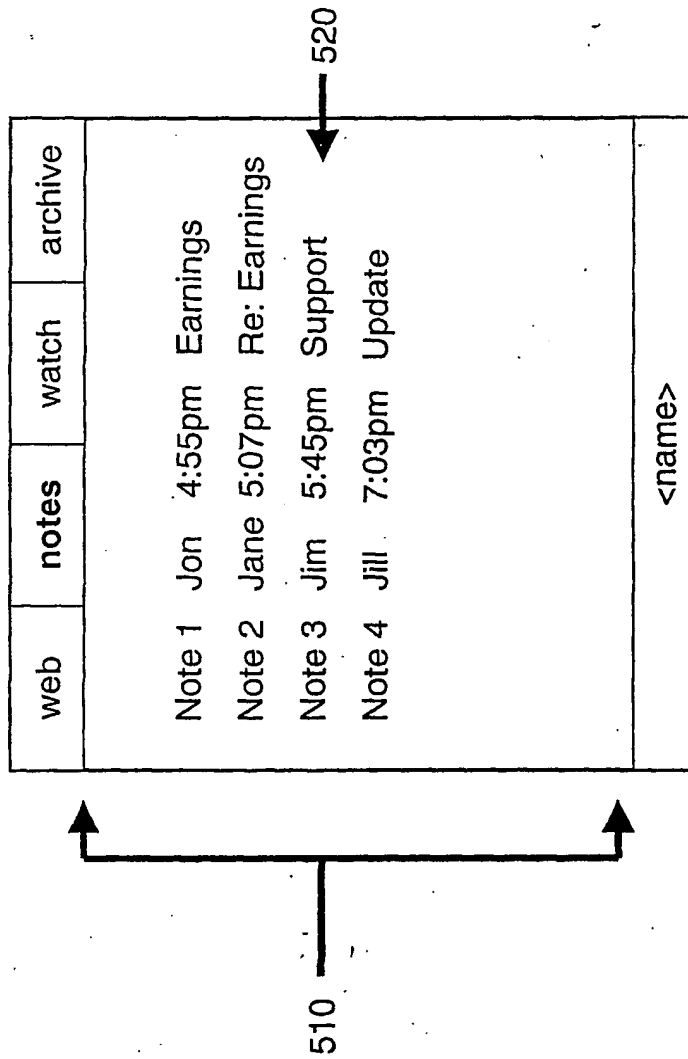 web notes watch archive
Note 1 Jon 4:55pm Earnings
Note 2 Jane 5:07pm Re: Earnings
Note 3 Jim 5:45pm Support
Note 4 Jill 7:03pm Update
<name>
510
520